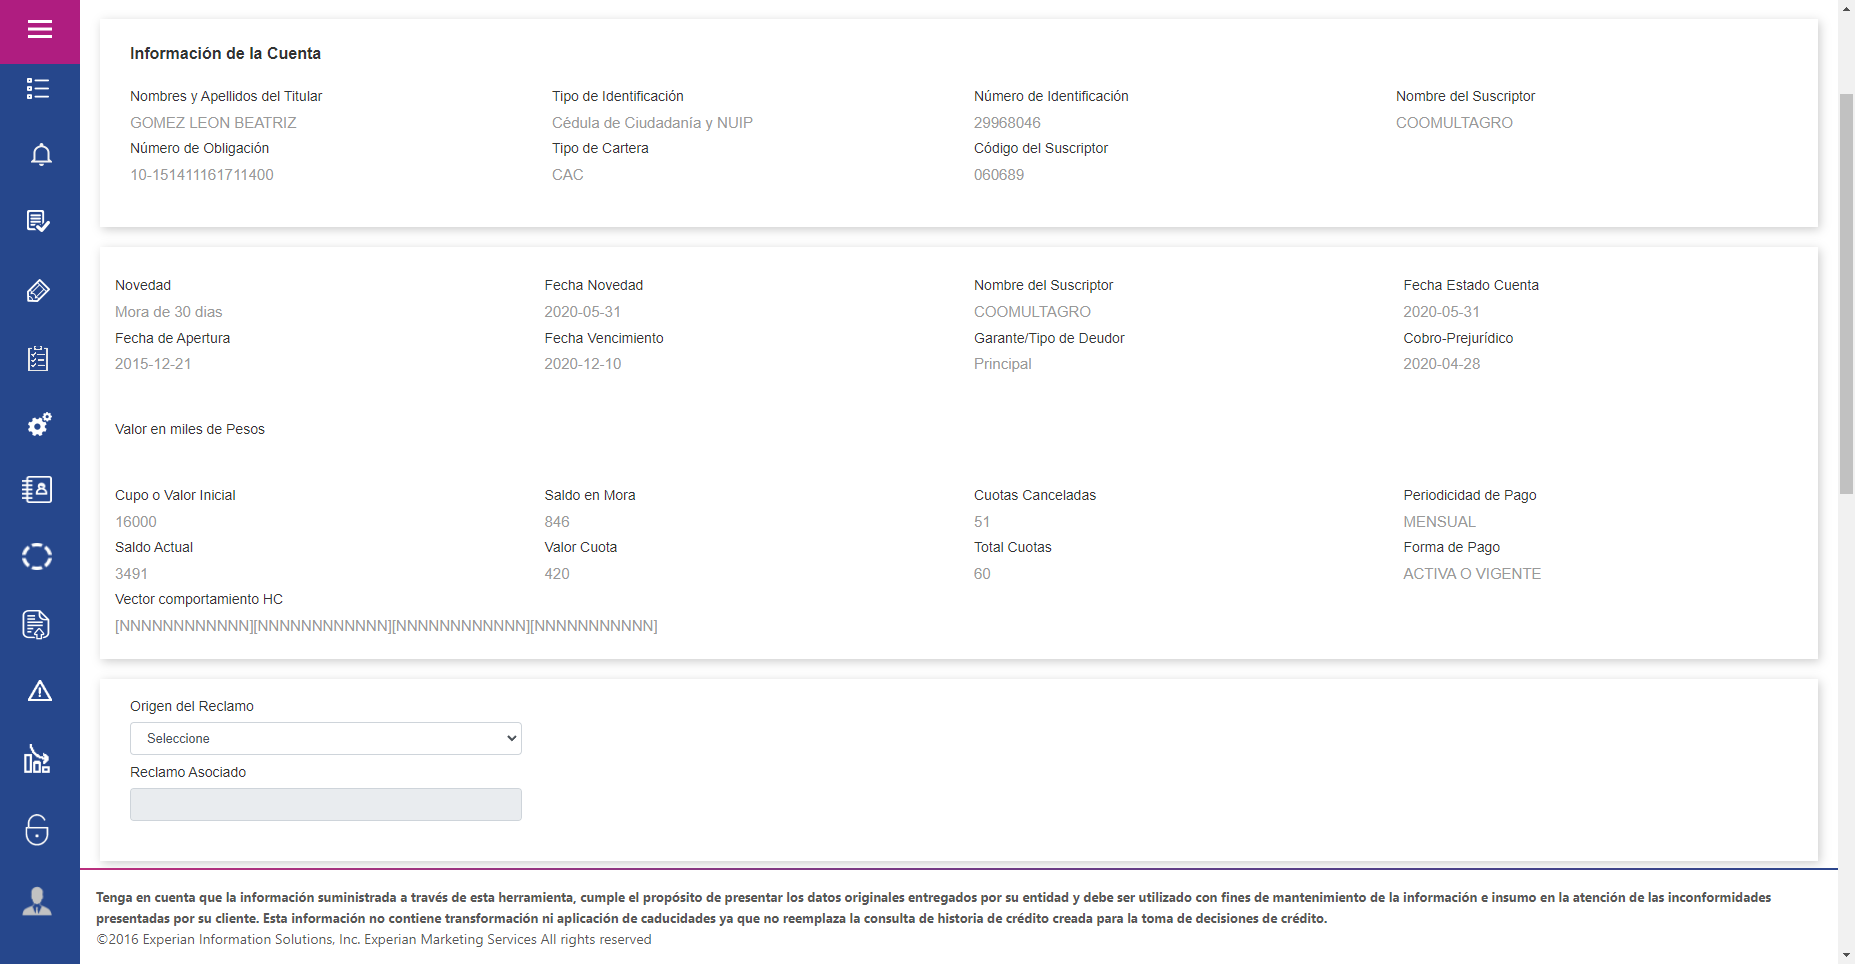 Información de la Cuenta
Nombres y Apellidos del Titular Tipo de Identificación Número de Identificación Nombre del Suscriptor
GOMEZ LEON BEATRIZ Cédula de Ciudadanía y NUIP 29968046 COOMULTAGRO
Número de Obligación Tipo de Cartera Código del Suscriptor
10-151411161711400 CAC 060689
Novedad Fecha Novedad Nombre del Suscriptor Fecha Estado Cuenta
Mora de 30 dias 2020-05-31 COOMULTAGRO 2020-05-31
Fecha de Apertura Fecha Vencimiento Garante/Tipo de Deudor Cobro-Prejurídico
2015-12-21 2020-12-10 Principal 2020-04-28
Valor en miles de Pesos
Cupo o Valor Inicial Saldo en Mora Cuotas Canceladas Periodicidad de Pago
16000 846 51 MENSUAL
Saldo Actual Valor Cuota Total Cuotas Forma de Pago
3491 420 60 ACTIVA O VIGENTE
Vector comportamiento HC
[NNNNNNNNNNNN][NNNNNNNNNNNN][NNNNNNNNNNNN][NNNNNNNNNNN]
Origen del Reclamo
Seleccione
Reclamo Asociado
Tenga en cuenta que la información suministrada a través de esta herramienta, cumple el propósito de presentar los datos originales entregados por su entidad y debe ser utilizado con fines de mantenimiento de la información e insumo en la atención de las inconformidades
presentadas por su cliente. Esta información no contiene transformación ni aplicación de caducidades ya que no reemplaza la consulta de historia de crédito creada para la toma de decisiones de crédito.
©2016 Experian Information Solutions, Inc. Experian Marketing Services All rights reserved